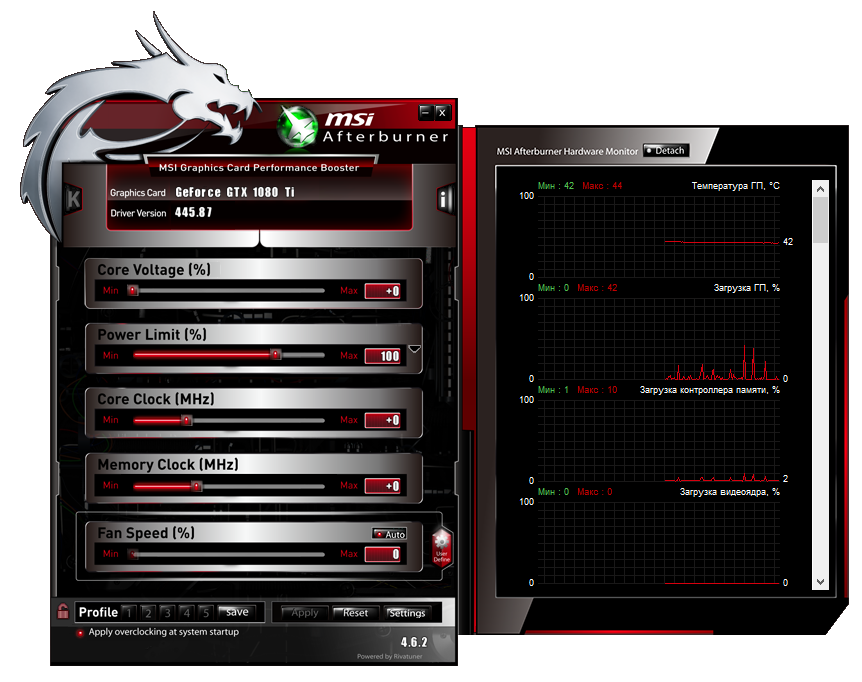 msi
Afterburner
MSI Graphics Card Performance Booster
K
i
Graphics Card GeForce GTX 1080 Ti
Driver Version 445.87
Core Voltage (%)
Min Max +0
Power Limit (%)
Min Max 100
Core Clock (MHz)
Min Max +0
Memory Clock (MHz)
Min Max +0
Fan Speed (%) Auto
Min Max 0
User
Define
Profile 1 2 3 4 5 Save Apply Reset Settings
Apply overclocking at system startup
4.6.2
Powered by Rivatuner
MSI Afterburner Hardware Monitor Detach
Мин : 42 Макс : 44 Температура ГП, °C
100
42
0
Мин : 0 Макс : 42 Загрузка ГП, %
100
0 0
Мин : 1 Макс : 10 Загрузка контроллера памяти, %
100
0 2
Мин : 0 Макс : 0 Загрузка видеоядра, %
100
0 0